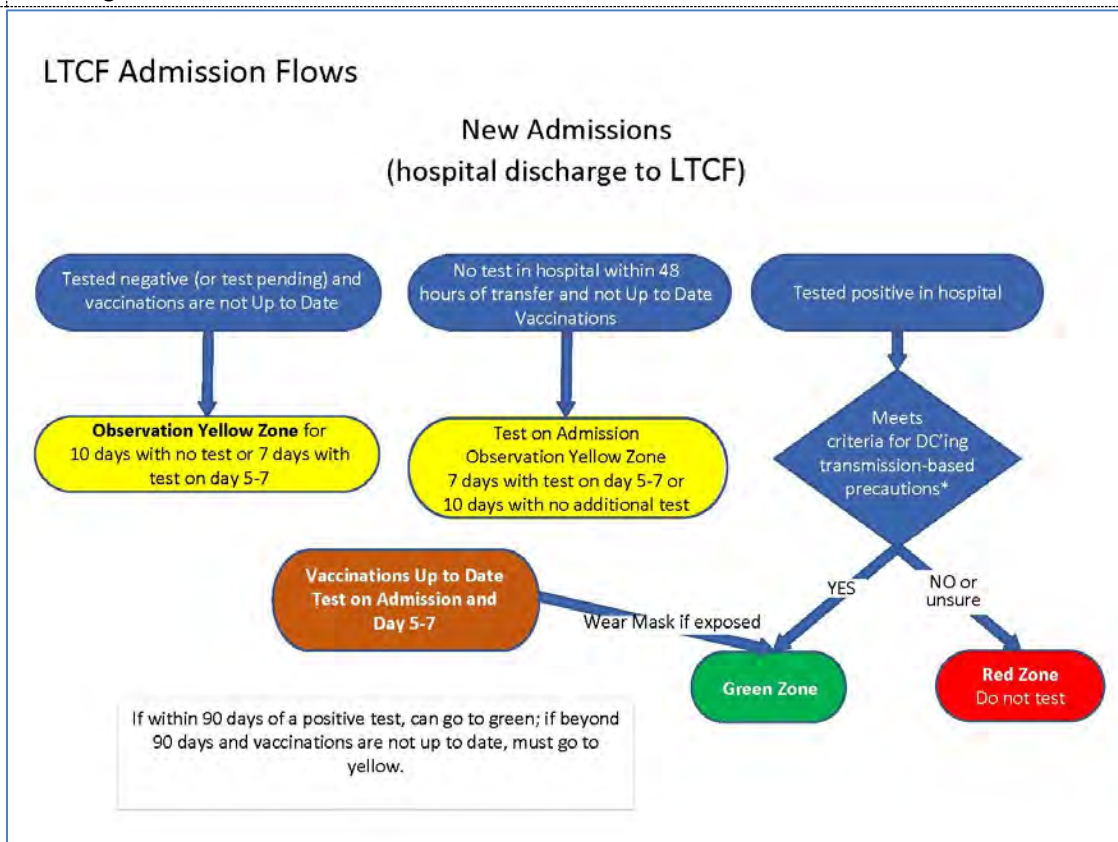 LTCF Admission Flows
New Admissions
(hospital discharge to LTCF)
Tested negative (or test pending) and
vaccinations are not Up to Date
No test in hospital within 48
hours of transfer and not Up to Date
Vaccinations
Tested positive in hospital
Observation Yellow Zone for
10 days with no test or 7 days with
test on day 5-7
Test on Admission
Observation Yellow Zone
7 days with test on day 5-7 or
10 days with no additional test
Meets
criteria for DC'ing
transmission-based
precautions*
Vaccinations Up to Date
Test on Admission and
Day 5-7
Wear Mask if exposed
YES
NO or
unsure
Green Zone
Red Zone
Do not test
If within 90 days of a positive test, can go to green; if beyond
90 days and vaccinations are not up to date, must go to
yellow.